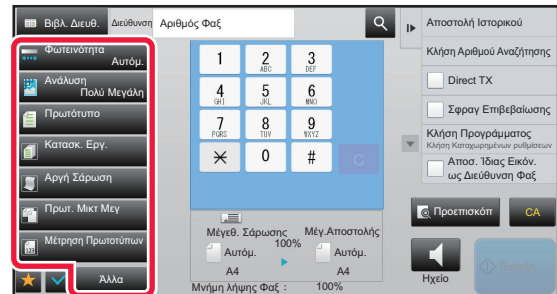 Βιβλ. Διευθ.
Διεύθυνση
Αριθμός Φαξ
Φωτεινότητα
Αυτόμ.
Ανάλυση
Πολύ Μεγάλη
Πρωτότυπο
Κατασκ. Εργ.
Αργή Σάρωση
Πρωτ. Μικτ Μεγ
Μέτρηση Πρωτοτύπων
Άλλα
1
2
ABC
3
DEF
4
GHI
5
JKL
6
MNO
7
PQRS
8
TUV
9
WXYZ
0
#
C
Μέγεθ. Σάρωσης
Μέγ.Αποστολής
100%
Αυτόμ.
Αυτόμ.
A4
A4
Μνήμη λήψης Φαξ :
100%
Αποστολή Ιστορικού
Κλήση Αριθμού Αναζήτησης
Direct TX
Σφραγ Επιβεβαίωσης
Κλήση Προγράμματος
Κλήση Καταχωρημένων ρυθμίσεων
Αποσ. Ίδιας Εικόν.
ως Διεύθυνση Φαξ
Προεπισκόπ
CA
Ηχείο
Έναρξη